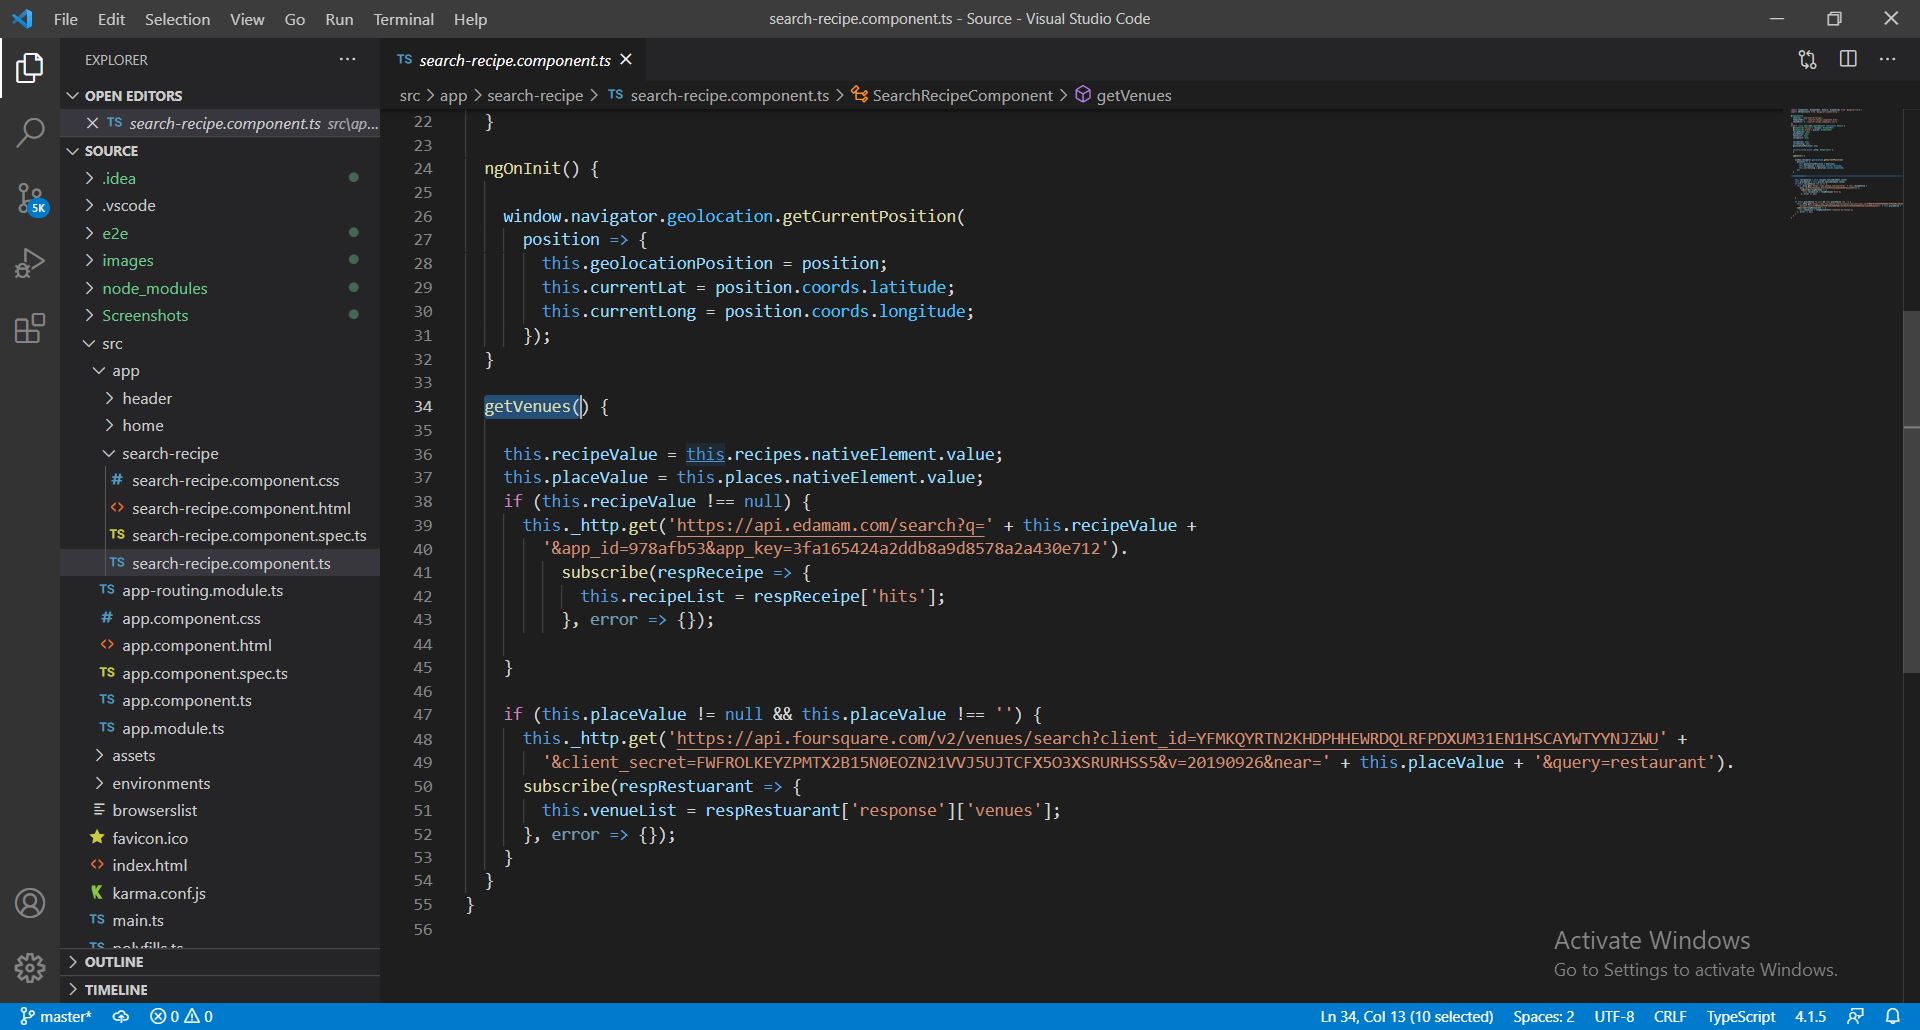 File Edit Selection View Go Run Terminal Help
search-recipe.component.ts - Source - Visual Studio Code
EXPLORER
OPEN EDITORS
TS search-recipe.component.ts src\ap...
SOURCE
.idea
.vscode
e2e
images
node_modules
Screenshots
src
app
header
home
search-recipe
# search-recipe.component.css
<> search-recipe.component.html
TS search-recipe.component.spec.ts
TS search-recipe.component.ts
TS app-routing.module.ts
# app.component.css
<> app.component.html
TS app.component.spec.ts
TS app.component.ts
TS app.module.ts
assets
environments
browserslist
favicon.ico
<> index.html
karma.conf.js
TS main.ts
TS polyfills.ts
OUTLINE
TIMELINE
5K
TS search-recipe.component.ts
src > app > search-recipe > TS search-recipe.component.ts > SearchRecipeComponent > getVenues
22 }
23
24 ngOnInit() {
25
26 window.navigator.geolocation.getCurrentPosition(
27 position => {
28 this.geolocationPosition = position;
29 this.currentLat = position.coords.latitude;
30 this.currentLong = position.coords.longitude;
31 });
32 }
33
34 getVenues() {
35
36 this.recipeValue = this.recipes.nativeElement.value;
37 this.placeValue = this.places.nativeElement.value;
38 if (this.recipeValue !== null) {
39 this._http.get('https://api.edamam.com/search?q=' + this.recipeValue +
40 '&app_id=978afb53&app_key=3fa165424a2ddb8a9d8578a2a430e712').
41 subscribe(respReceipe => {
42 this.recipeList = respReceipe['hits'];
43 }, error => {});
44
45 }
46
47 if (this.placeValue != null && this.placeValue !== '') {
48 this._http.get('https://api.foursquare.com/v2/venues/search?client_id=YFMKQYRTN2KHDPHHEWRDQLRFPDXUM31EN1HSCAYWTYYNJZWU' +
49 '&client_secret=FWFROLKEYZPMTX2B15N0EOZN21VVJ5UJTCFX5O3XSRURHSS5&v=20190926&near=' + this.placeValue + '&query=restaurant').
50 subscribe(respRestuarant => {
51 this.venueList = respRestuarant['response']['venues'];
52 }, error => {});
53 }
54 }
55 }
56
Activate Windows
Go to Settings to activate Windows.
master* 0 0
Ln 34, Col 13 (10 selected) Spaces: 2 UTF-8 CRLF TypeScript 4.1.5